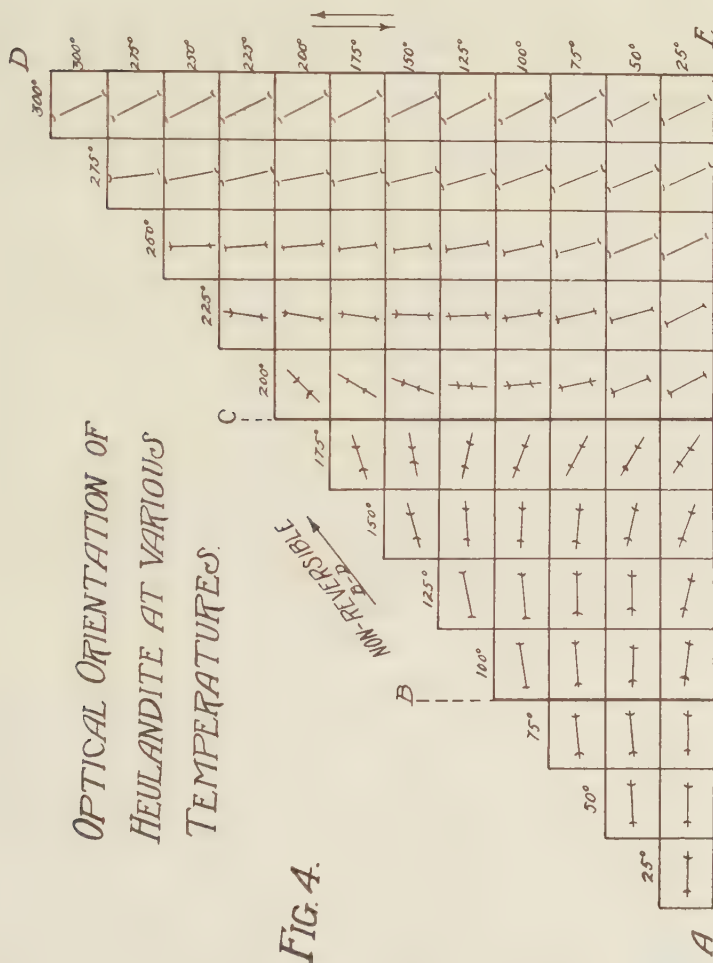 OPTICAL ORIENTATION OF
HEULANDITE AT VARIOUS
TEMPERATURES.
FIG. 4.
NON-REVERSIBLE
B-D
D
300°
275°
250°
225°
200°
C
175°
150°
125°
100°
B
75°
50°
25°
300°
275°
250°
225°
200°
175°
150°
125°
100°
75°
50°
25°
A
E